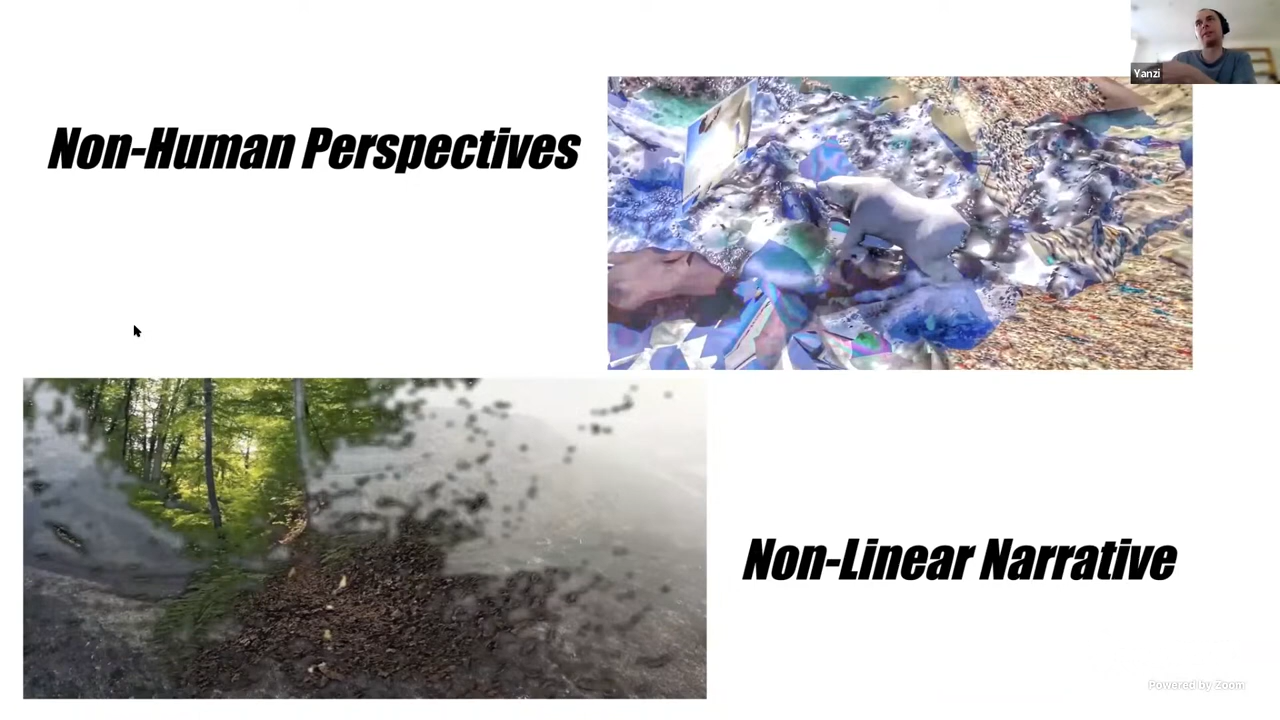 Yanzi
Non-Human Perspectives
Non-Linear Narrative
Powered by Zoom